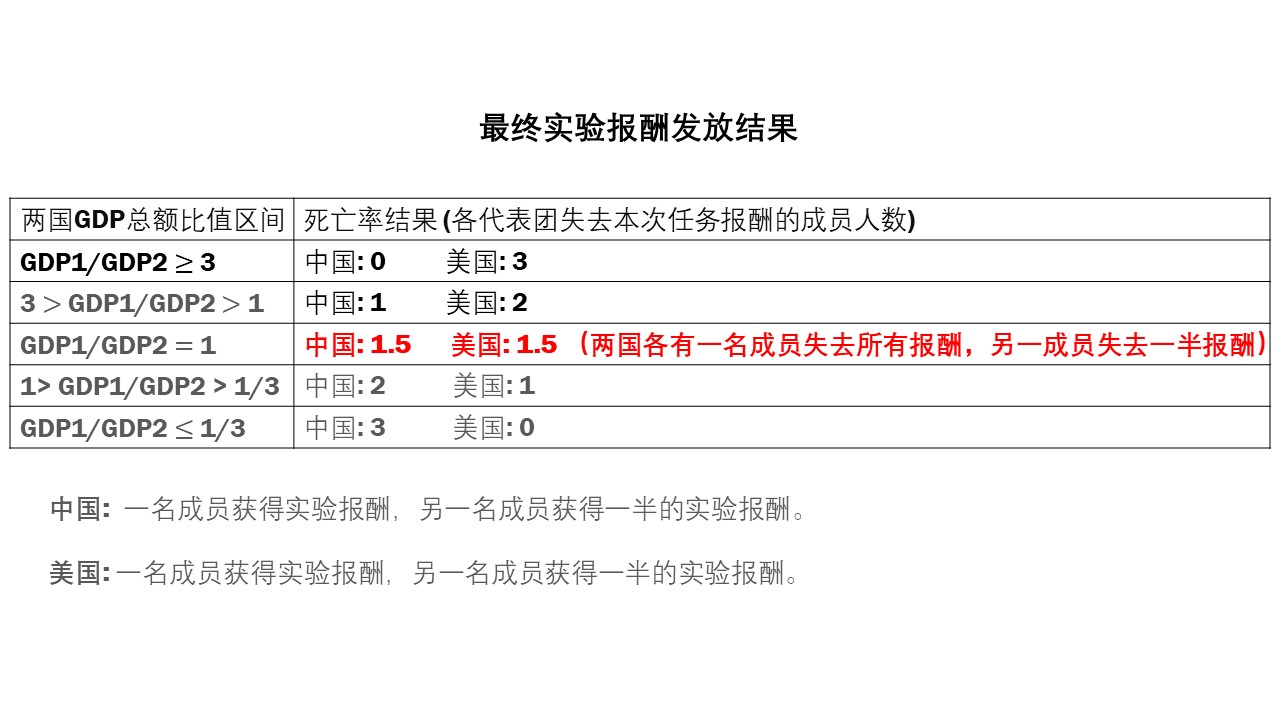 最终实验报酬发放结果
两国GDP总额比值区间 死亡率结果 (各代表团失去本次任务报酬的成员人数)
GDP1/GDP2 ≥ 3 中国: 0 美国: 3
3 > GDP1/GDP2 > 1 中国: 1 美国: 2
GDP1/GDP2 = 1 中国: 1.5 美国: 1.5 （两国各有一名成员失去所有报酬，另一成员失去一半报酬）
1> GDP1/GDP2 > 1/3 中国: 2 美国: 1
GDP1/GDP2 ≤ 1/3 中国: 3 美国: 0
中国: 一名成员获得实验报酬，另一名成员获得一半的实验报酬。
美国: 一名成员获得实验报酬，另一名成员获得一半的实验报酬。